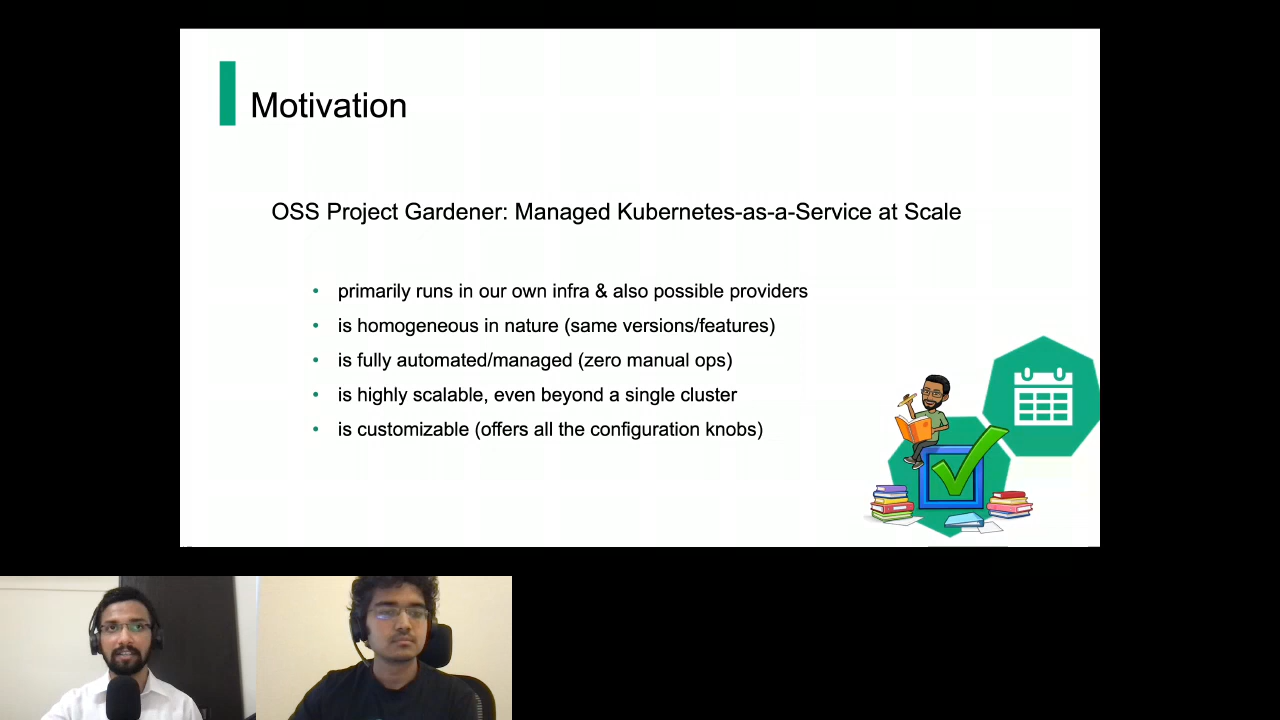 Motivation
OSS Project Gardener: Managed Kubernetes-as-a-Service at Scale
• primarily runs in our own infra & also possible providers
• is homogeneous in nature (same versions/features)
• is fully automated/managed (zero manual ops)
• is highly scalable, even beyond a single cluster
• is customizable (offers all the configuration knobs)